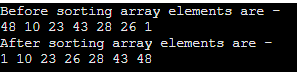 Before sorting array elements are -
48 10 23 43 28 26 1
After sorting array elements are -
1 10 23 26 28 43 48